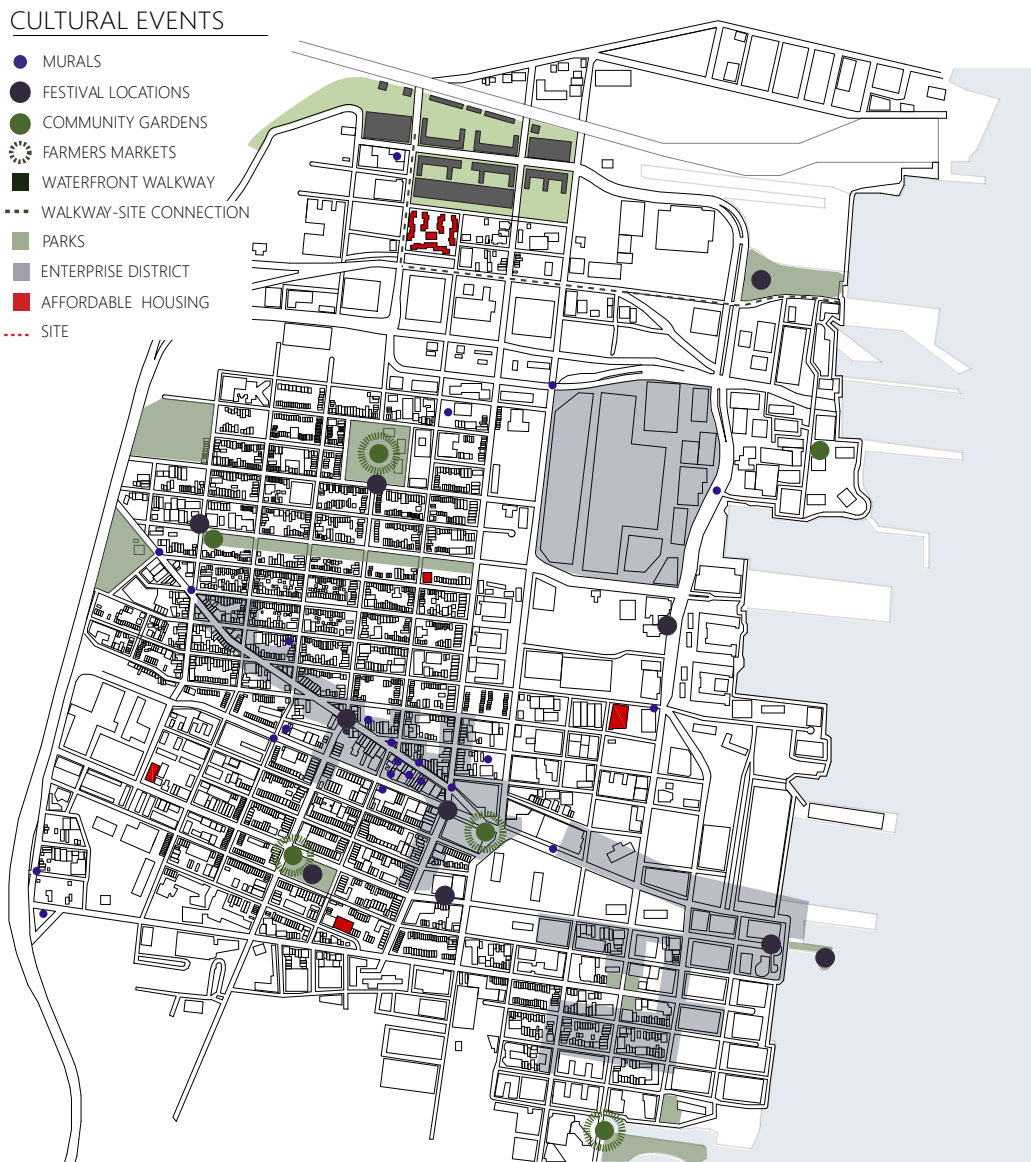 CULTURAL EVENTS
MURALS
FESTIVAL LOCATIONS
COMMUNITY GARDENS
FARMERS MARKETS
WATERFRONT WALKWAY
WALKWAY-SITE CONNECTION
PARKS
ENTERPRISE DISTRICT
AFFORDABLE HOUSING
SITE